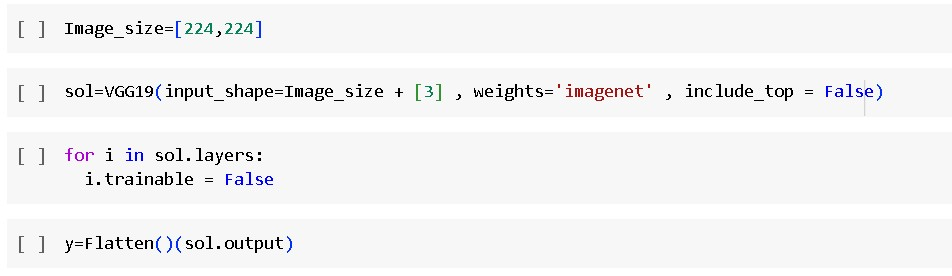 [ ] Image_size=[224,224]
[ ] sol=VGG19(input_shape=Image_size + [3] , weights='imagenet' , include_top = False)
[ ] for i in sol.layers:
i.trainable = False
[ ] y=Flatten()(sol.output)